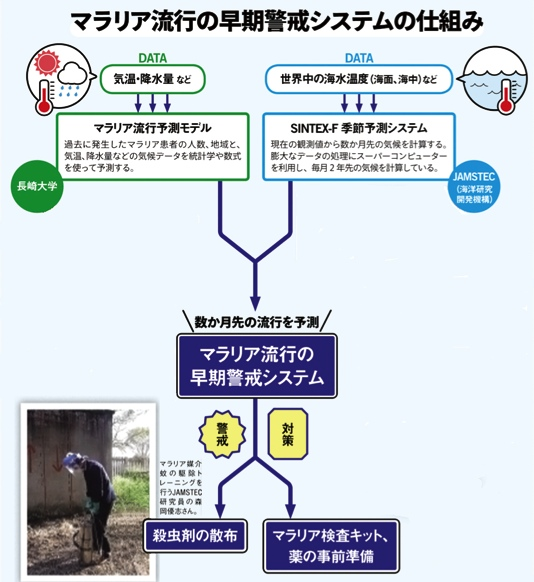 マラリア流行の早期警戒システムの仕組み
DATA
気温・降水量 など
DATA
世界中の海水温度（海面、海中）など
マラリア流行予測モデル
過去に発生したマラリア患者の人数、地域と、
気温、降水量などの気候データを統計学や数式
を使って予測する。
長崎大学
SINTEX-F 季節予測システム
現在の観測値から数か月先の気候を計算する。
膨大なデータの処理にスーパーコンピューター
を利用し、毎月2年先の気候を計算している。
JAMSTEC
（海洋研究
開発機構）
数か月先の流行を予測
マラリア流行の
早期警戒システム
警戒
対策
マラリア媒介
蚊の駆除ト
レーニングを
行うJAMSTEC
研究員の森
岡優志さん。
殺虫剤の散布
マラリア検査キット、
薬の事前準備